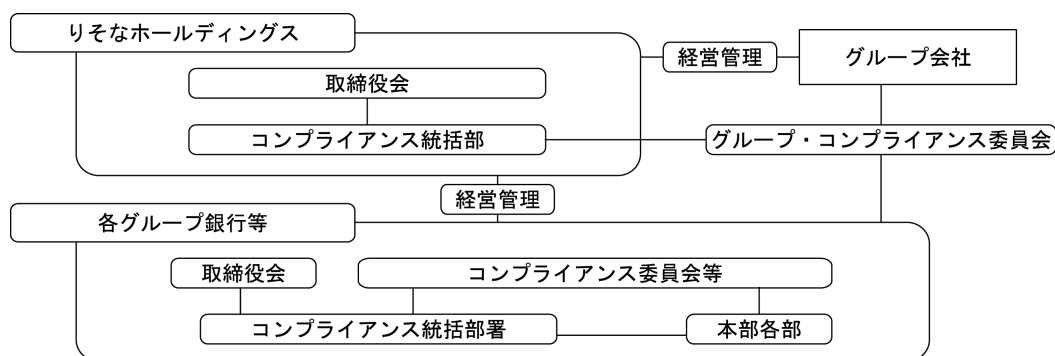 りそなホールディングス
経営管理
グループ会社
取締役会
コンプライアンス統括部
グループ・コンプライアンス委員会
経営管理
各グループ銀行等
取締役会
コンプライアンス委員会等
コンプライアンス統括部署
本部各部